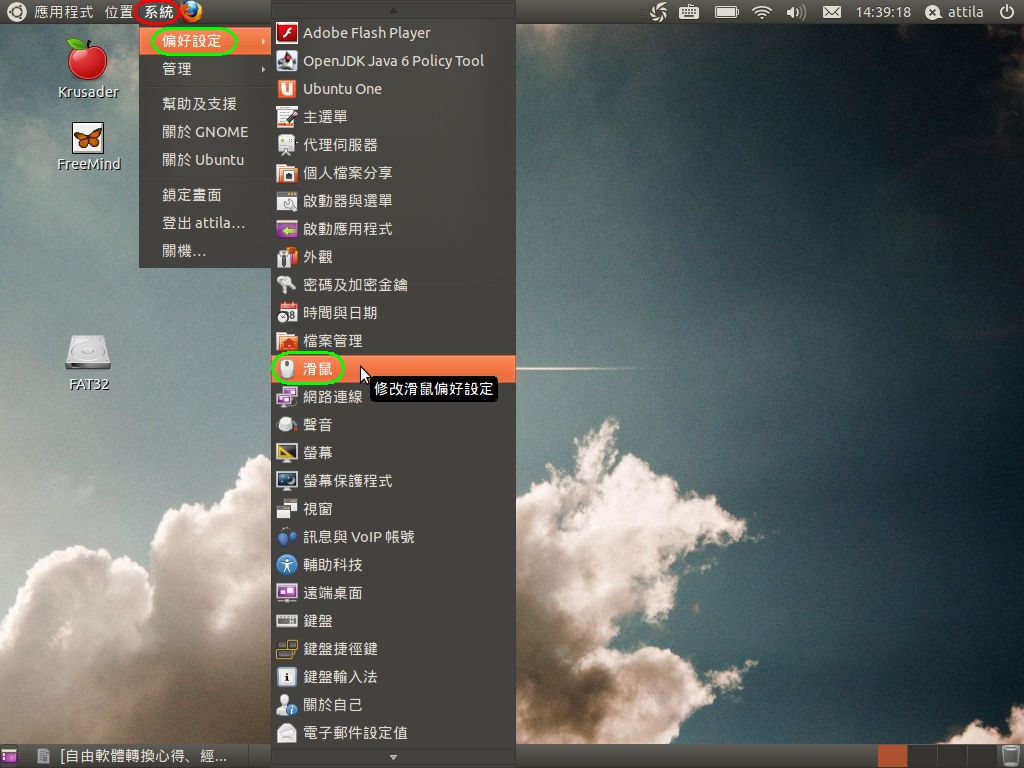 應用程式 位置 系統
14:39:18 attila
Krusader
FreeMind
FAT32
偏好設定
管理
幫助及支援
關於 GNOME
關於 Ubuntu
鎖定畫面
登出 attila...
關機...
Adobe Flash Player
OpenJDK Java 6 Policy Tool
Ubuntu One
主選單
代理伺服器
個人檔案分享
啟動器與選單
啟動應用程式
外觀
密碼及加密金鑰
時間與日期
檔案管理
滑鼠
修改滑鼠偏好設定
網路連線
聲音
螢幕
螢幕保護程式
視窗
訊息與 VoIP 帳號
輔助科技
遠端桌面
鍵盤
鍵盤捷徑鍵
鍵盤輸入法
關於自己
電子郵件設定值
[自由軟體轉換心得、經...